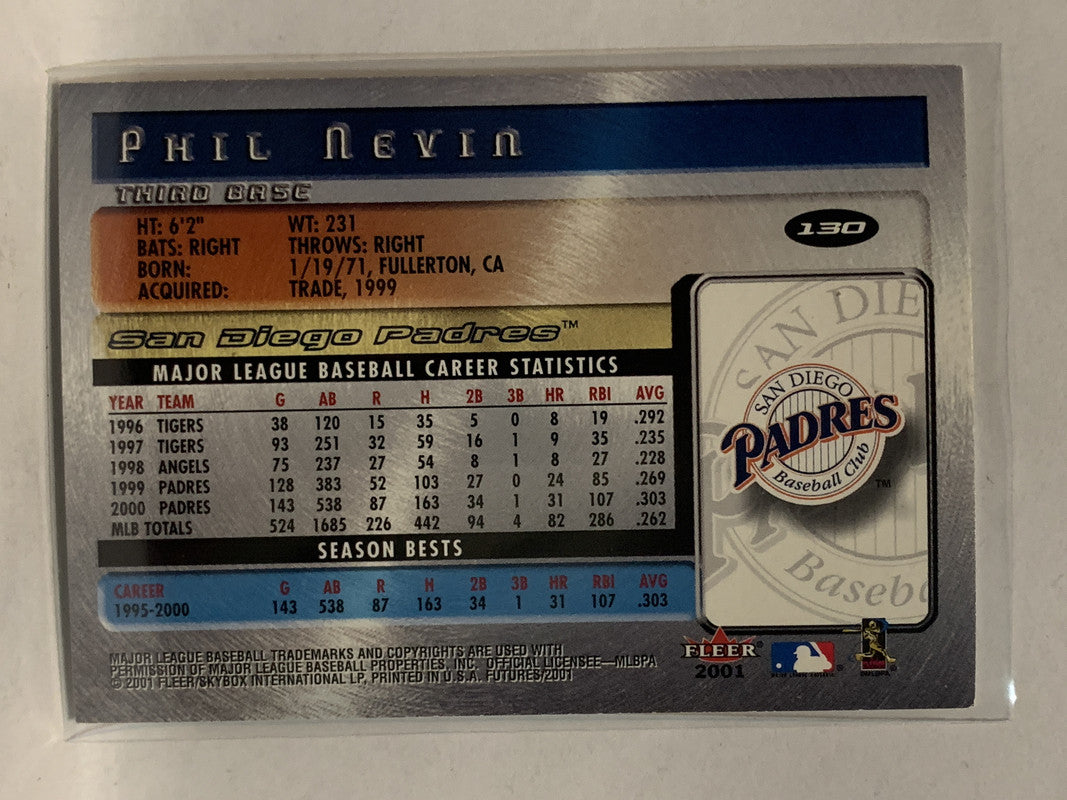 PHIL NEVIN
THIRD BASE
130
HT: 6'2" WT: 231
BATS: RIGHT THROWS: RIGHT
BORN: 1/19/71, FULLERTON, CA
ACQUIRED: TRADE, 1999
San Diego Padres™
MAJOR LEAGUE BASEBALL CAREER STATISTICS
YEAR TEAM G AB R H 2B 3B HR RBI AVG
1996 TIGERS 38 120 15 35 5 0 8 19 .292
1997 TIGERS 93 251 32 59 16 1 9 35 .235
1998 ANGELS 75 237 27 54 8 1 8 27 .228
1999 PADRES 128 383 52 103 27 0 24 85 .269
2000 PADRES 143 538 87 163 34 1 31 107 .303
MLB TOTALS 524 1685 226 442 94 4 82 286 .262
SEASON BESTS
CAREER G AB R H 2B 3B HR RBI AVG
1995-2000 143 538 87 163 34 1 31 107 .303
SAN DIE
SAN DIEGO
PADRES
Baseball Club
™
Baseb
MAJOR LEAGUE BASEBALL TRADEMARKS AND COPYRIGHTS ARE USED WITH
PERMISSION OF MAJOR LEAGUE BASEBALL PROPERTIES, INC. OFFICIAL LICENSEE—MLBPA
© 2001 FLEER/SKYBOX INTERNATIONAL LP, PRINTED IN U.S.A. FUTURES/2001
FLEER
2001